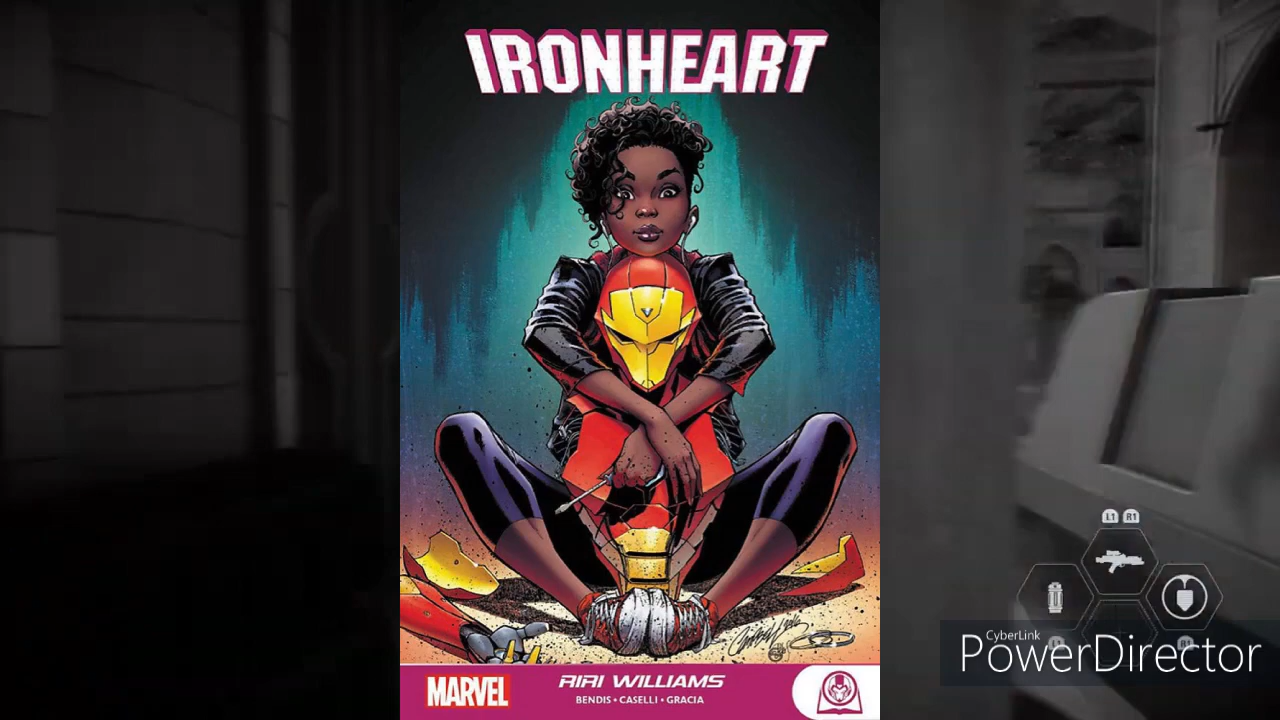 IRONHEART
L1 R1
CyberLink
PowerDirector
MARVEL
RIRI WILLIAMS
BENDIS • CASELLI • GRACIA